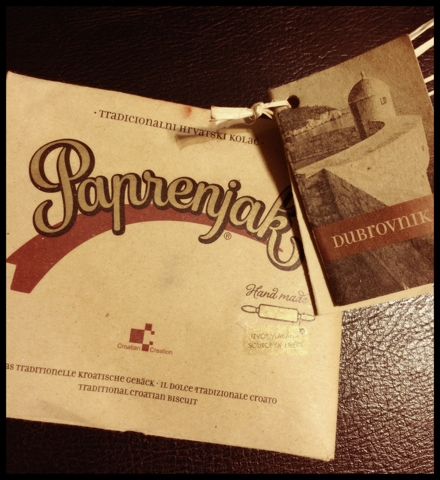 · TRADICIONALNI HRVATSKI KOLAČ
Paprenjak
®
DUBROVNIK
Hand made
Croatian Creation
DAS TRADITIONELLE KROATISCHE GEBÄCK · IL DOLCE TRADIZIONALE CROATO
TRADITIONAL CROATIAN BISCUIT